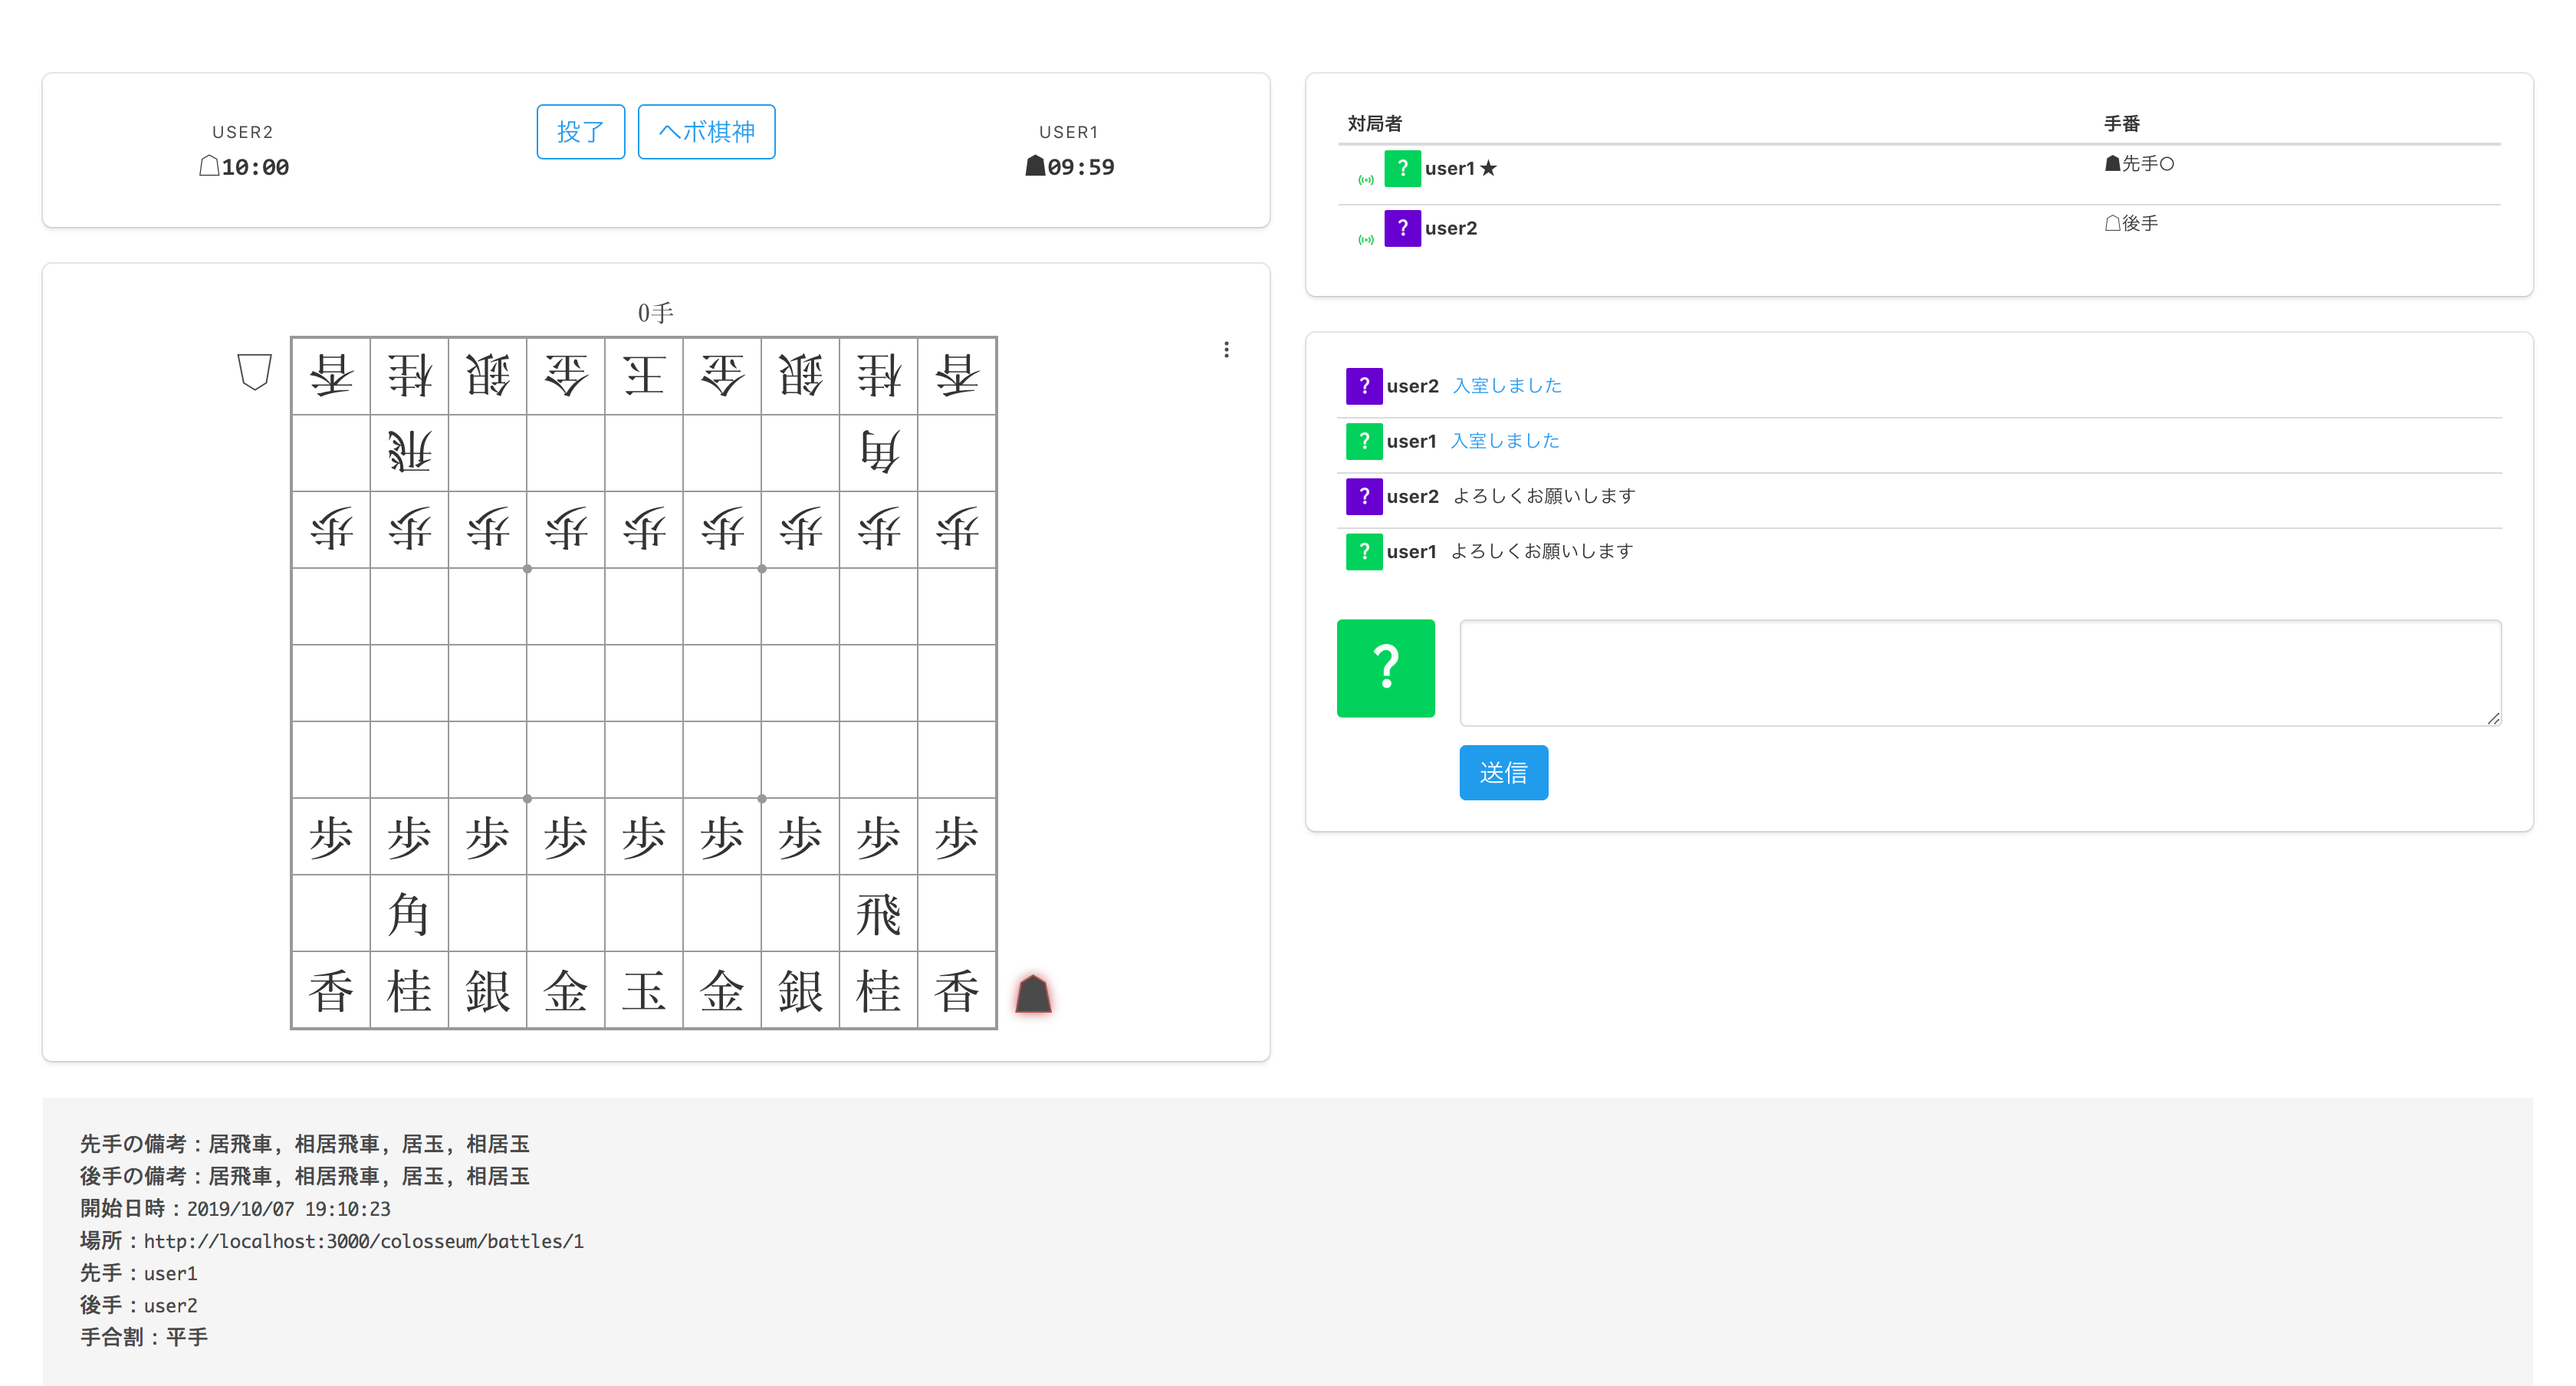 USER2
☖10:00
投了
ヘボ棋神
USER1
☗09:59
0手
香桂銀金王金銀桂香
飛角
歩歩歩歩歩歩歩歩歩
歩歩歩歩歩歩歩歩歩
角飛
香桂銀金玉金銀桂香
対局者 手番
? user1★ ☗先手○
? user2 ☖後手
? user2 入室しました
? user1 入室しました
? user2 よろしくお願いします
? user1 よろしくお願いします
?
送信
先手の備考：居飛車, 相居飛車, 居玉, 相居玉
後手の備考：居飛車, 相居飛車, 居玉, 相居玉
開始日時：2019/10/07 19:10:23
場所：http://localhost:3000/colosseum/battles/1
先手：user1
後手：user2
手合割：平手